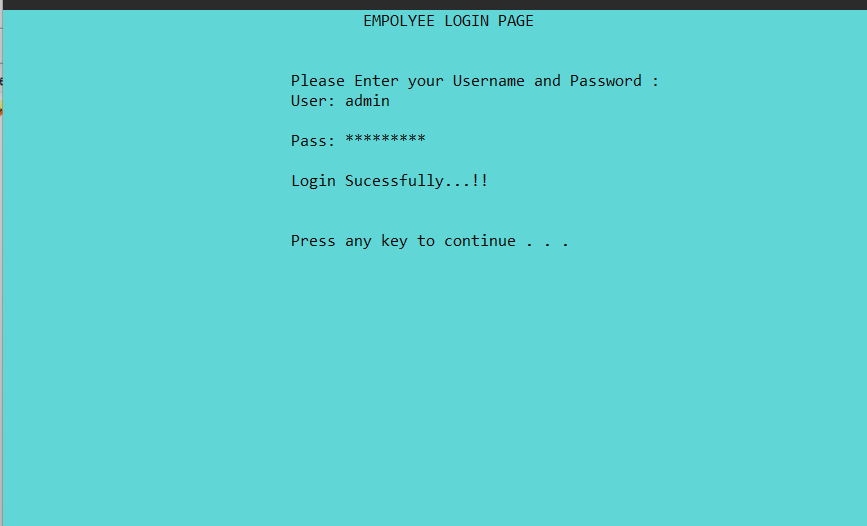 EMPOLYEE LOGIN PAGE
Please Enter your Username and Password :
User: admin
Pass: *********
Login Sucessfully...!!
Press any key to continue . . .